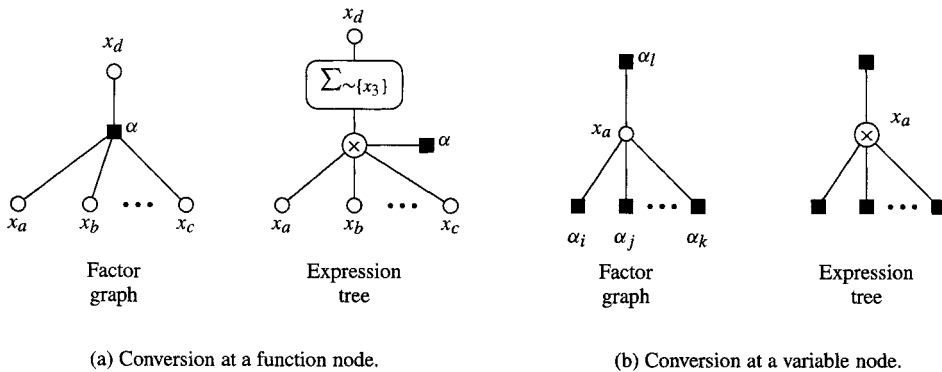 x_d
α
x_a x_b ... x_c
Factor
graph
x_d
∑~{x_3}
×
α
x_a x_b ... x_c
Expression
tree
(a) Conversion at a function node.
α_l
x_a
...
α_i α_j α_k
Factor
graph
x_a
×
...
Expression
tree
(b) Conversion at a variable node.